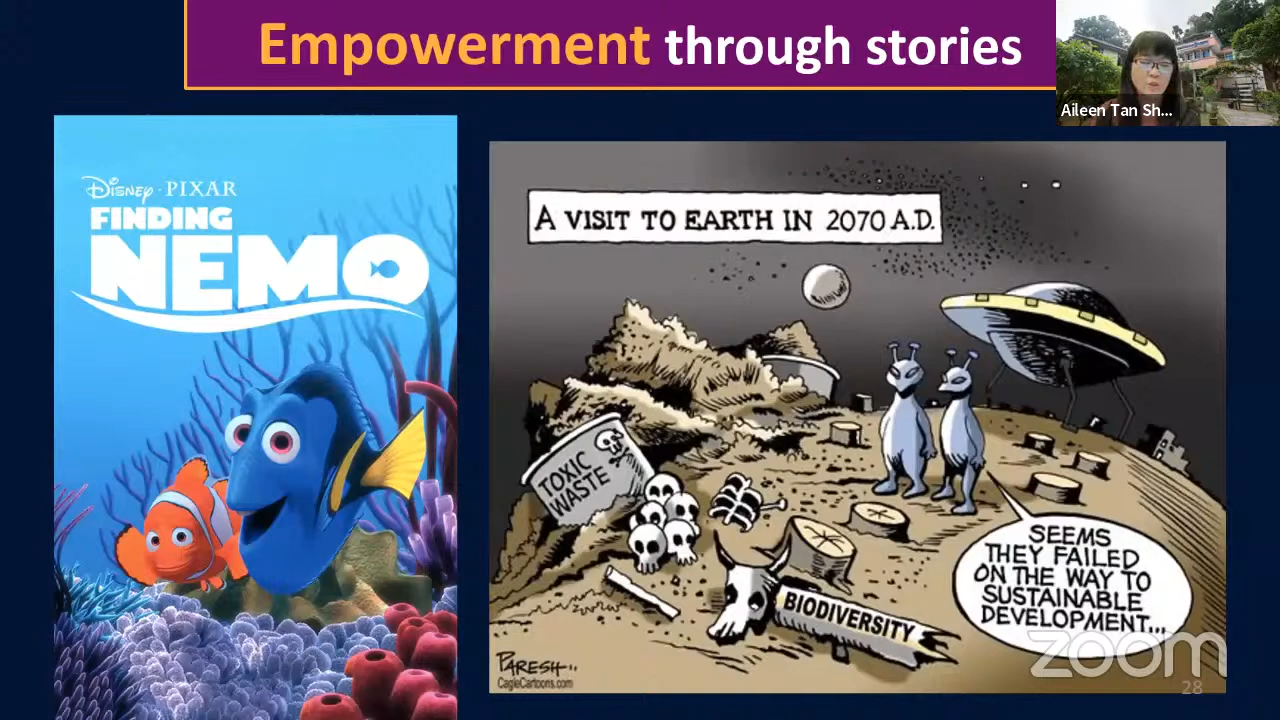 Empowerment through stories
Aileen Tan Sh...
DISNEY · PIXAR
FINDING
NEMO
A VISIT TO EARTH IN 2070 A.D.
TOXIC
WASTE
BIODIVERSITY
SEEMS
THEY FAILED
ON THE WAY TO
SUSTAINABLE
DEVELOPMENT...
PARESH..
CagleCartoons.com
zoom
28